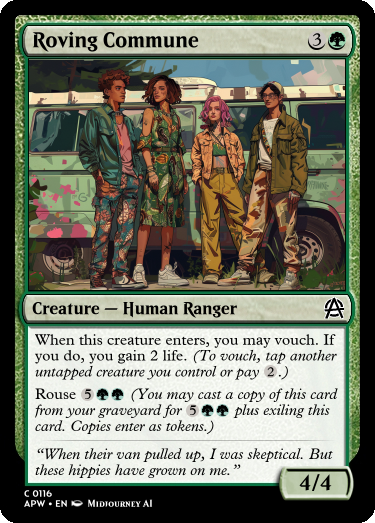 Roving Commune 3
Creature — Human Ranger
When this creature enters, you may vouch. If
you do, you gain 2 life. (To vouch, tap another
untapped creature you control or pay 2.)
Rouse 5 (You may cast a copy of this card
from your graveyard for 5 plus exiling this
card. Copies enter as tokens.)
“When their van pulled up, I was skeptical. But
these hippies have grown on me.”
4/4
C 0116
APW • EN Midjourney AI